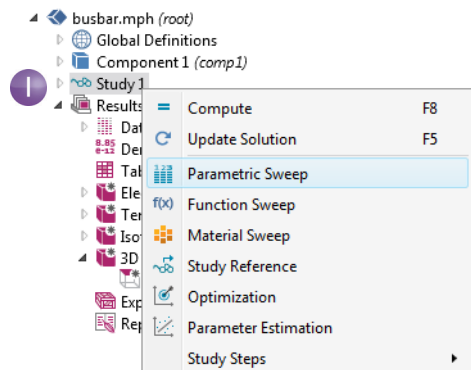 busbar.mph (root)
Global Definitions
Component 1 (comp1)
1 Study 1
Results
Compute F8
Dat
Update Solution F5
8.85
e-12 Der
Tab
Parametric Sweep
Ele
f(x) Function Sweep
Ter
Material Sweep
Isot
Study Reference
3D
Optimization
Exp
Parameter Estimation
Rep
Study Steps